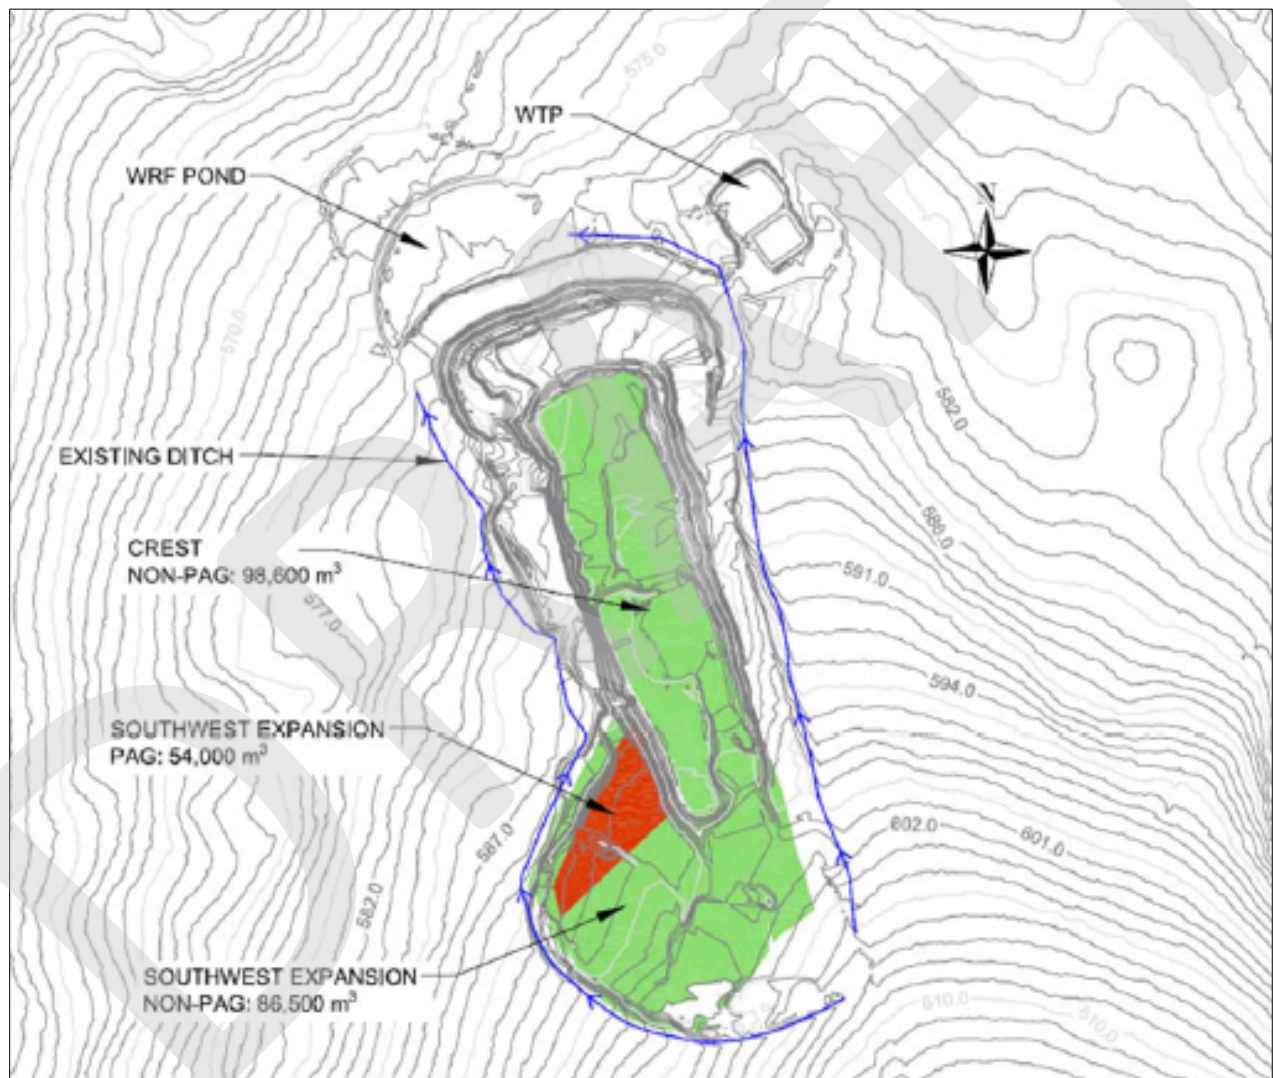 575.0
WTP
WRF POND
N
570.0
582.0
EXISTING DITCH
586.0
CREST
NON-PAG: 98,600 m³
591.0
577.0
594.0
SOUTHWEST EXPANSION
PAG: 54,000 m³
587.0
602.0
601.0
582.0
SOUTHWEST EXPANSION
NON-PAG: 86,500 m³
610.0
610.0
DRAFT